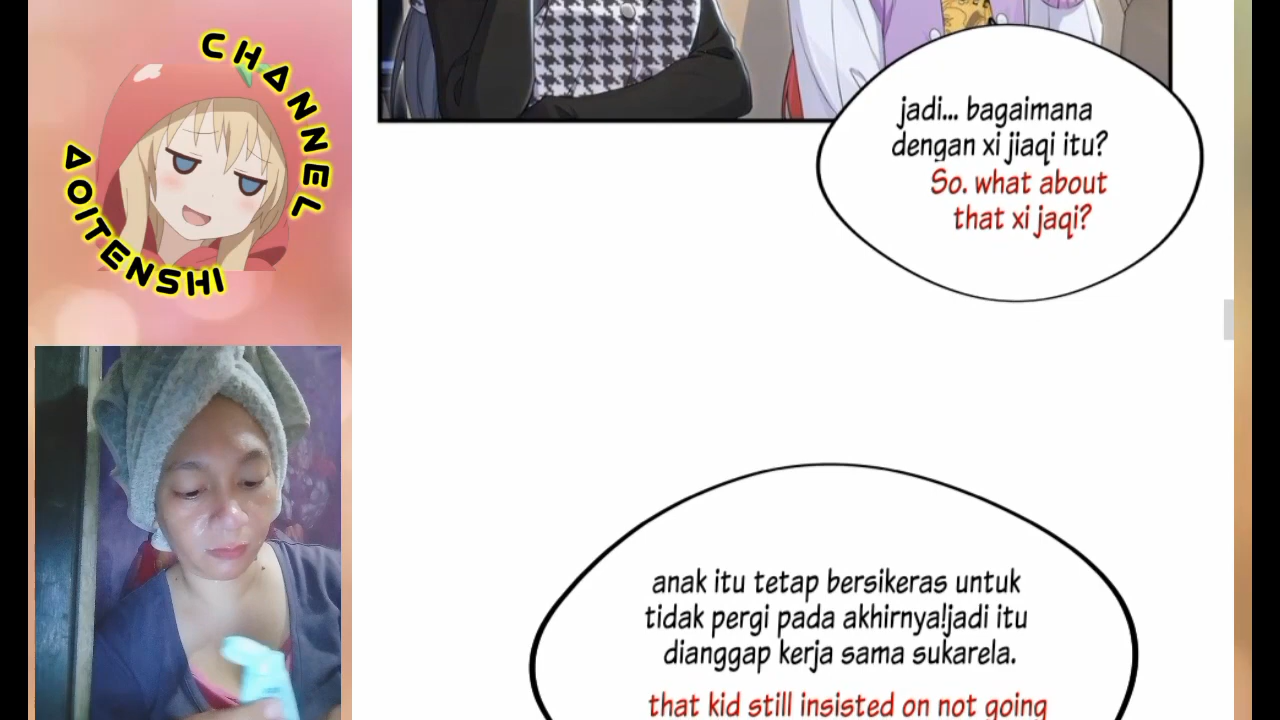 CHANNEL
AOITENSHI
jadi... bagaimana
dengan xi jiaqi itu?
So. what about
that xi jaqi?
anak itu tetap bersikeras untuk
tidak pergi pada akhirnya!jadi itu
dianggap kerja sama sukarela.
that kid still insisted on not going